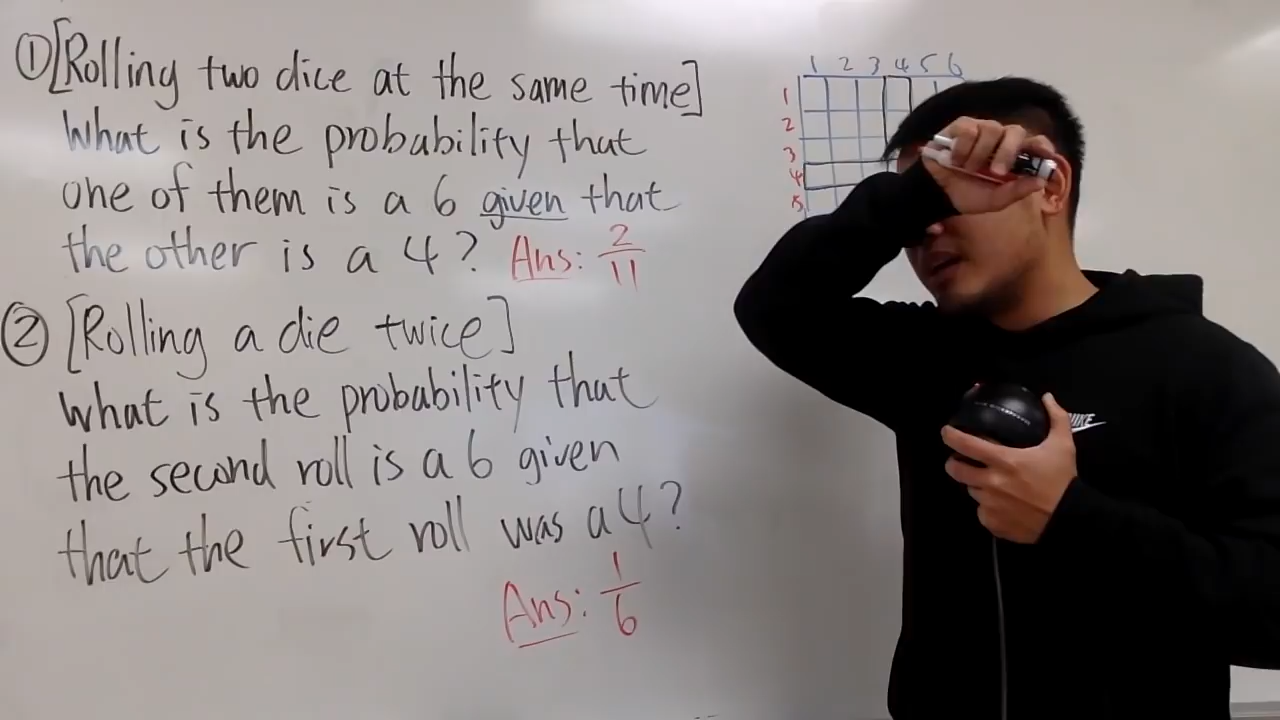 ① [Rolling two dice at the same time]
What is the probability that
one of them is a 6 given that
the other is a 4? Ans: 2/11
② [Rolling a die twice]
What is the probability that
the second roll is a 6 given
that the first roll was a 4?
Ans: 1/6
1 2 3 4 5 6
1
2
3
4
5
NIKE